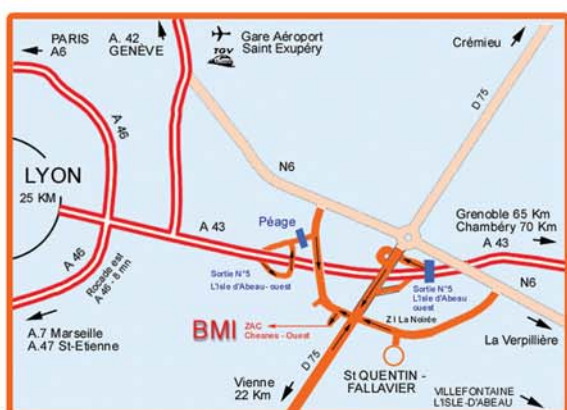 PARIS
A6
A. 42
GENÈVE
TGV
Gare Aéroport
Saint Exupéry
Crémieu
D 75
A 46
N6
LYON
25 KM
Péage
A 43
Grenoble 65 Km
Chambéry 70 Km
A 43
Sortie N°5
L'Isle d'Abeau-ouest
Sortie N°5
L'Isle d'Abeau
ouest
N6
A 46
Rocade est
A 46 - 8 mn
A.7 Marseille
A.47 St-Etienne
BMI
ZAC
Chesnes - Ouest
Z I La Noirée
La Verpillière
D 75
St QUENTIN -
FALLAVIER
Vienne
22 Km
VILLEFONTAINE
L'ISLE-D'ABEAU